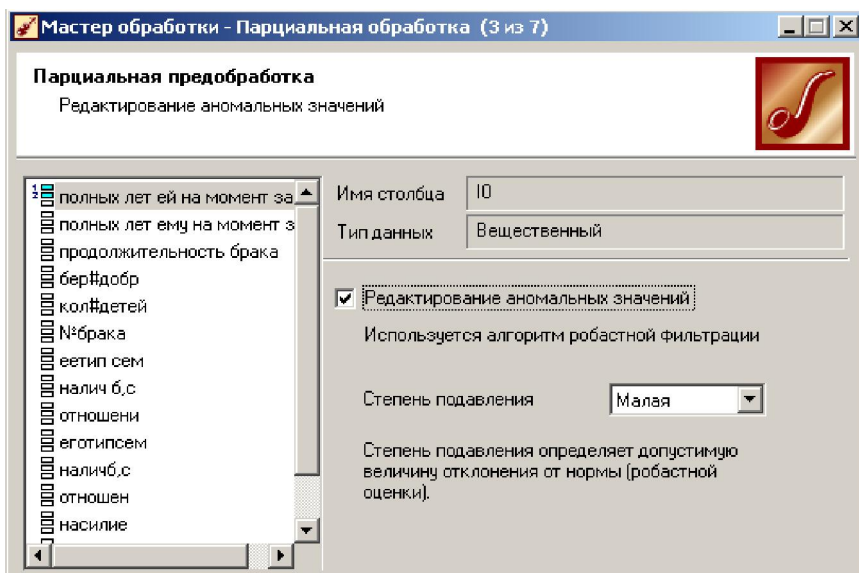 Мастер обработки - Парциальная обработка (3 из 7)
Парциальная предобработка
Редактирование аномальных значений
полных лет ей на момент за
полных лет ему на момент з
продолжительность брака
бер#добр
кол#детей
№брака
еетип сем
налич б,с
отношени
еготипсем
наличб,с
отношен
насилие
Имя столбца
I0
Тип данных
Вещественный
Редактирование аномальных значений
Используется алгоритм робастной фильтрации
Степень подавления
Малая
Степень подавления определяет допустимую
величину отклонения от нормы (робастной
оценки).